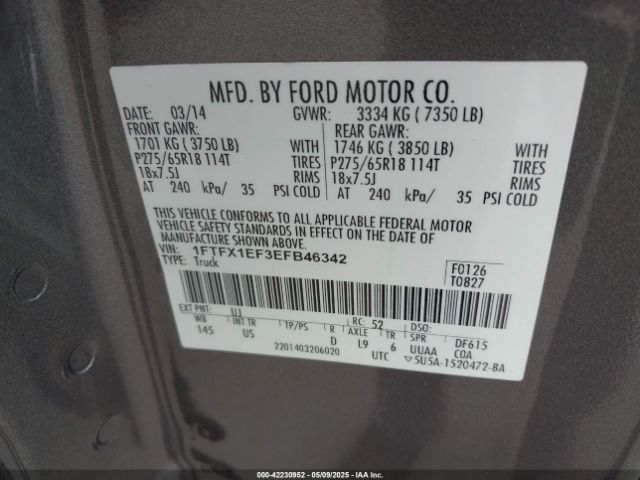 MFD. BY FORD MOTOR CO.
DATE: 03/14 GVWR: 3334 KG ( 7350 LB)
FRONT GAWR: REAR GAWR:
1701 KG ( 3750 LB) WITH 1746 KG ( 3850 LB) WITH
P275/65R18 114T TIRES P275/65R18 114T TIRES
18x7.5J RIMS 18x7.5J RIMS
AT 240 kPa/ 35 PSI COLD AT 240 kPa/ 35 PSI COLD
THIS VEHICLE CONFORMS TO ALL APPLICABLE FEDERAL MOTOR
VEHICLE SAFETY STANDARDS IN EFFECT ON THE DATE OF
MANUFACTURE SHOWN ABOVE.
VIN: 1FTFX1EF3EFB46342
TYPE: Truck
F0126
T0827
EXT PNT: UJ RC: 52 DSO:
WB INT TR TP/PS R AXLE TR SPR DF615
145 US D L9 6 UUAA COA
2201403206020 UTC ▽5U5A-1520472-BA
000-42230952 | 05/09/2025 | IAA Inc.